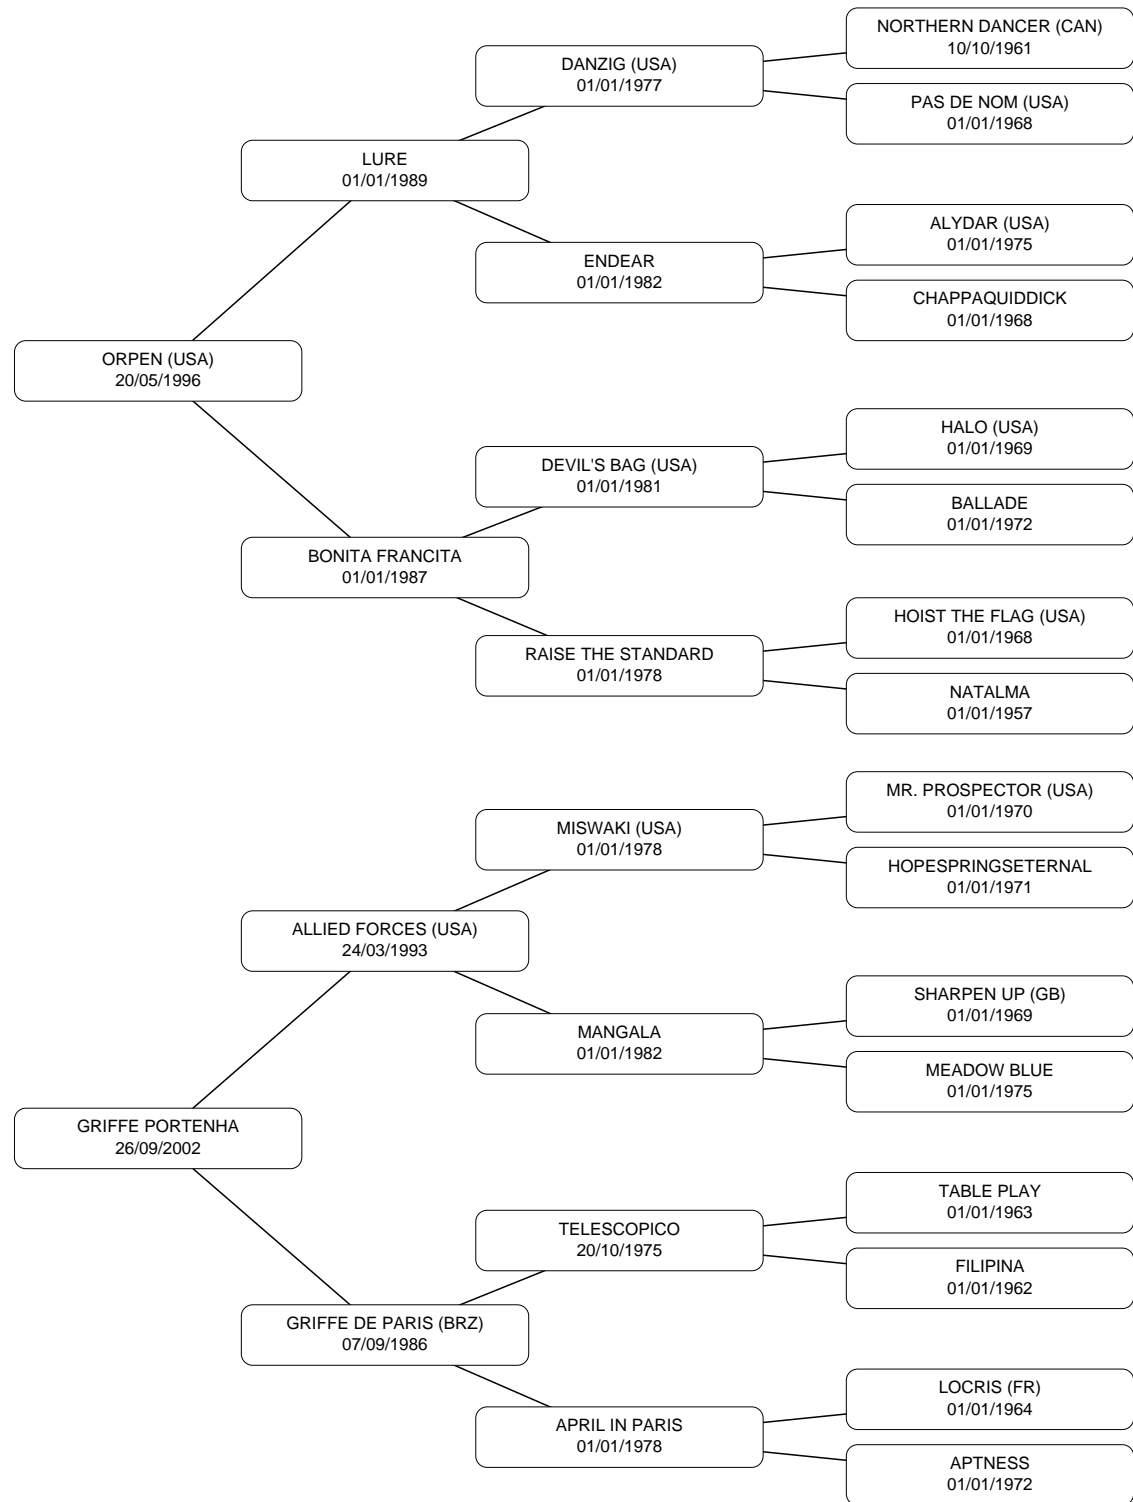 NORTHERN DANCER (CAN)
10/10/1961
DANZIG (USA)
01/01/1977
PAS DE NOM (USA)
01/01/1968
LURE
01/01/1989
ALYDAR (USA)
01/01/1975
ENDEAR
01/01/1982
CHAPPAQUIDDICK
01/01/1968
ORPEN (USA)
20/05/1996
HALO (USA)
01/01/1969
DEVIL'S BAG (USA)
01/01/1981
BALLADE
01/01/1972
BONITA FRANCITA
01/01/1987
HOIST THE FLAG (USA)
01/01/1968
RAISE THE STANDARD
01/01/1978
NATALMA
01/01/1957
MR. PROSPECTOR (USA)
01/01/1970
MISWAKI (USA)
01/01/1978
HOPESPRINGSETERNAL
01/01/1971
ALLIED FORCES (USA)
24/03/1993
SHARPEN UP (GB)
01/01/1969
MANGALA
01/01/1982
MEADOW BLUE
01/01/1975
GRIFFE PORTENHA
26/09/2002
TABLE PLAY
01/01/1963
TELESCOPICO
20/10/1975
FILIPINA
01/01/1962
GRIFFE DE PARIS (BRZ)
07/09/1986
LOCRIS (FR)
01/01/1964
APRIL IN PARIS
01/01/1978
APTNESS
01/01/1972